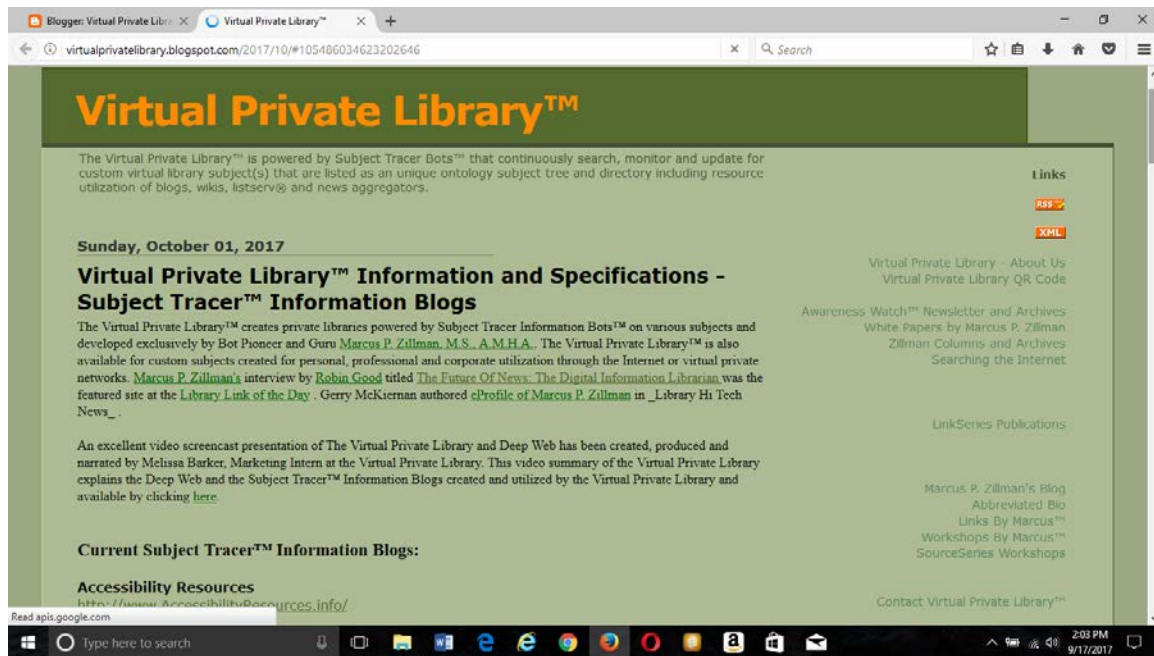 Blogger: Virtual Private Libra
Virtual Private Library™
virtualprivatelibrary.blogspot.com/2017/10/#105486034623202646
Search
Virtual Private Library™
The Virtual Private Library™ is powered by Subject Tracer Bots™ that continuously search, monitor and update for
custom virtual library subject(s) that are listed as an unique ontology subject tree and directory including resource
utilization of blogs, wikis, listserv® and news aggregators.
Sunday, October 01, 2017
Virtual Private Library™ Information and Specifications -
Subject Tracer™ Information Blogs
The Virtual Private Library™ creates private libraries powered by Subject Tracer Information Bots™ on various subjects and
developed exclusively by Bot Pioneer and Guru Marcus P. Zillman, M.S., A.M.H.A.. The Virtual Private Library™ is also
available for custom subjects created for personal, professional and corporate utilization through the Internet or virtual private
networks. Marcus P. Zillman's interview by Robin Good titled The Future Of News: The Digital Information Librarian was the
featured site at the Library Link of the Day . Gerry McKiernan authored eProfile of Marcus P. Zillman in _Library Hi Tech
News_ .
An excellent video screencast presentation of The Virtual Private Library and Deep Web has been created, produced and
narrated by Melissa Barker, Marketing Intern at the Virtual Private Library. This video summary of the Virtual Private Library
explains the Deep Web and the Subject Tracer™ Information Blogs created and utilized by the Virtual Private Library and
available by clicking here.
Current Subject Tracer™ Information Blogs:
Accessibility Resources
http://www.AccessibilityResources.info/
Links
RSS
XML
Virtual Private Library - About Us
Virtual Private Library QR Code
Awareness Watch™ Newsletter and Archives
White Papers by Marcus P. Zillman
Zillman Columns and Archives
Searching the Internet
LinkSeries Publications
Marcus P. Zillman's Blog
Abbreviated Bio
Links By Marcus™
Workshops By Marcus™
SourceSeries Workshops
Contact Virtual Private Library™
Read apis.google.com
Type here to search
2:03 PM
9/17/2017